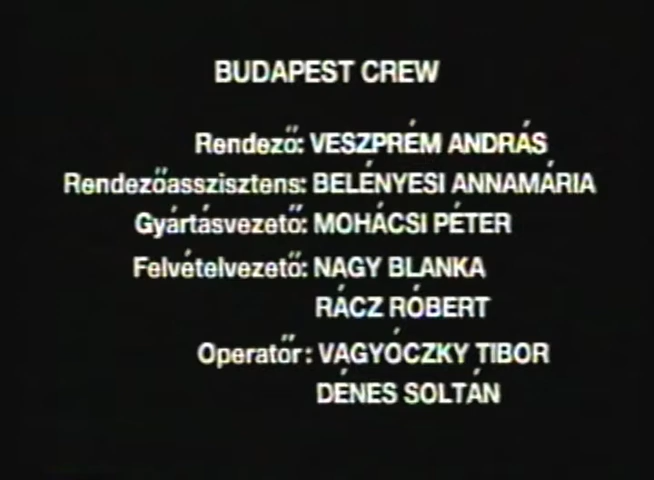 BUDAPEST CREW
Rendező: VESZPRÉM ANDRÁS
Rendezőasszisztens: BELÉNYESI ANNAMÁRIA
Gyártásvezető: MOHÁCSI PÉTER
Felvételvezető: NAGY BLANKA
RÁCZ RÓBERT
Operatőr: VAGYÓCZKY TIBOR
DÉNES SOLTÁN